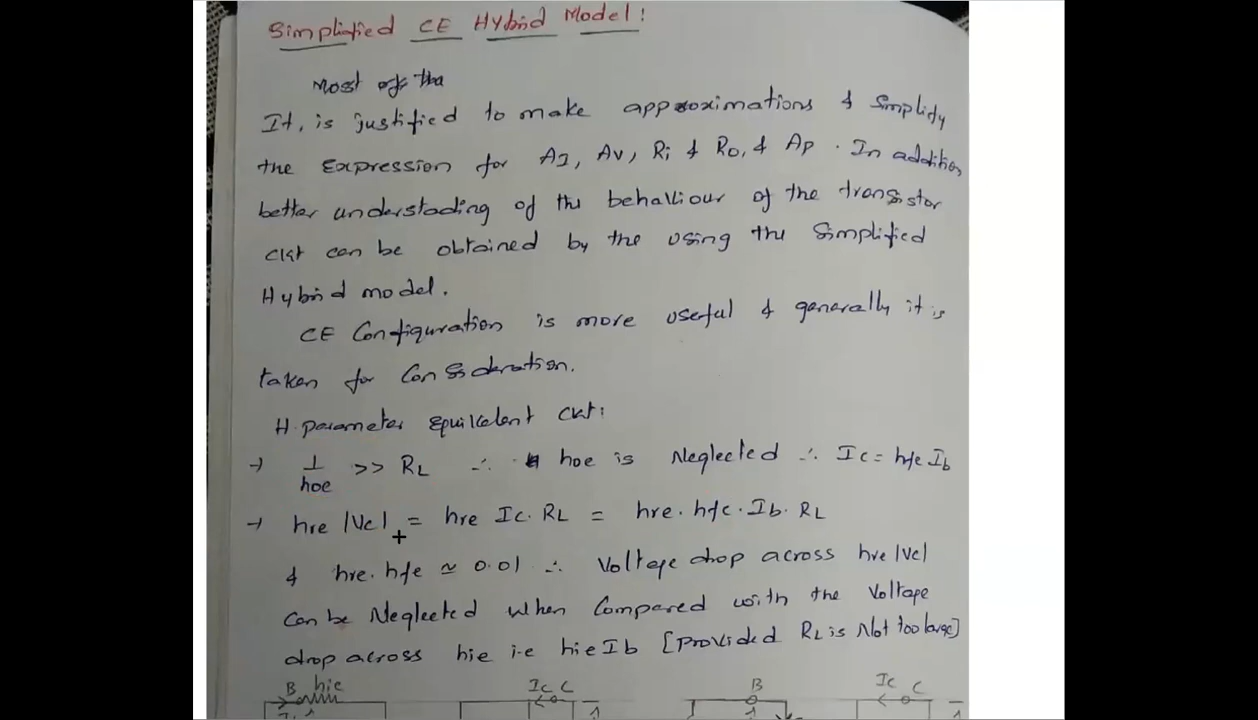 Simplified CE Hybrid Model:
Most of the
It, is justified to make approximations & Simplify
the Expression for AI, AV, Ri & RO, & Ap. In addition
better understading of the behaviour of the transistor
ckt can be obtained by the using the Simplified
Hybrid model.
CE Configuration is more useful & generally it is
taken for Consideration.
H-parameter Equivalent ckt:
→ 1/hoe >> RL ∴ hoe is Neglected ∴ Ic = hfe Ib
→ hre |Vc| = hre Ic. RL = hre. hfe. Ib. RL
& hre. hfe ≃ 0.01 ∴ Voltage drop across hre |Vc|
Can be Neglected when Compared with the Voltage
drop across hie i.e hie Ib [Provided RL is Not too large]
B hie Ic C B Ic C